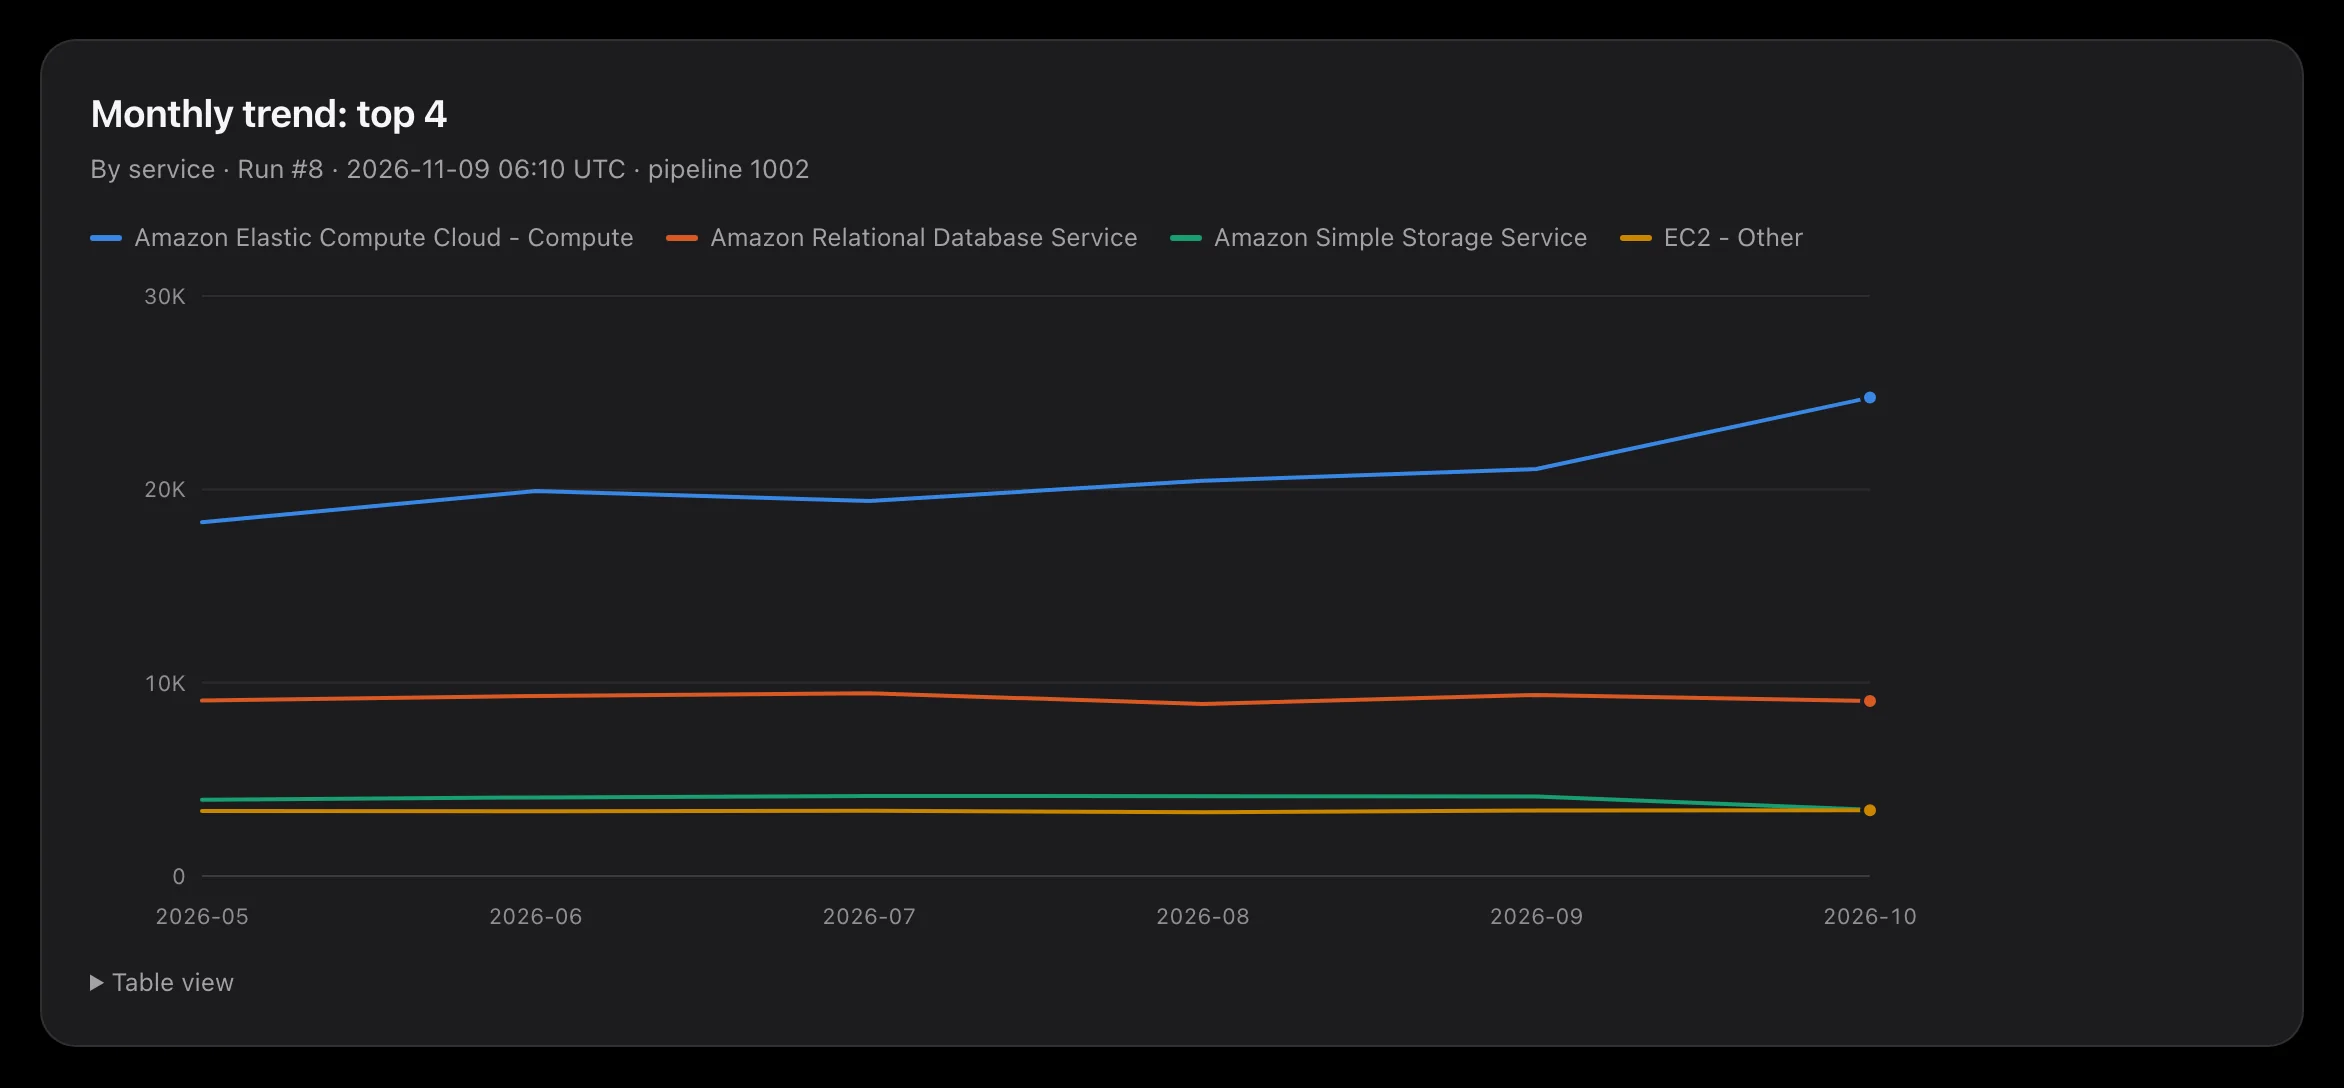 Monthly trend: top 4
By service · Run #8 · 2026-11-09 06:10 UTC · pipeline 1002
Amazon Elastic Compute Cloud - Compute Amazon Relational Database Service Amazon Simple Storage Service EC2 - Other
30K
20K
10K
0
2026-05 2026-06 2026-07 2026-08 2026-09 2026-10
▶ Table view